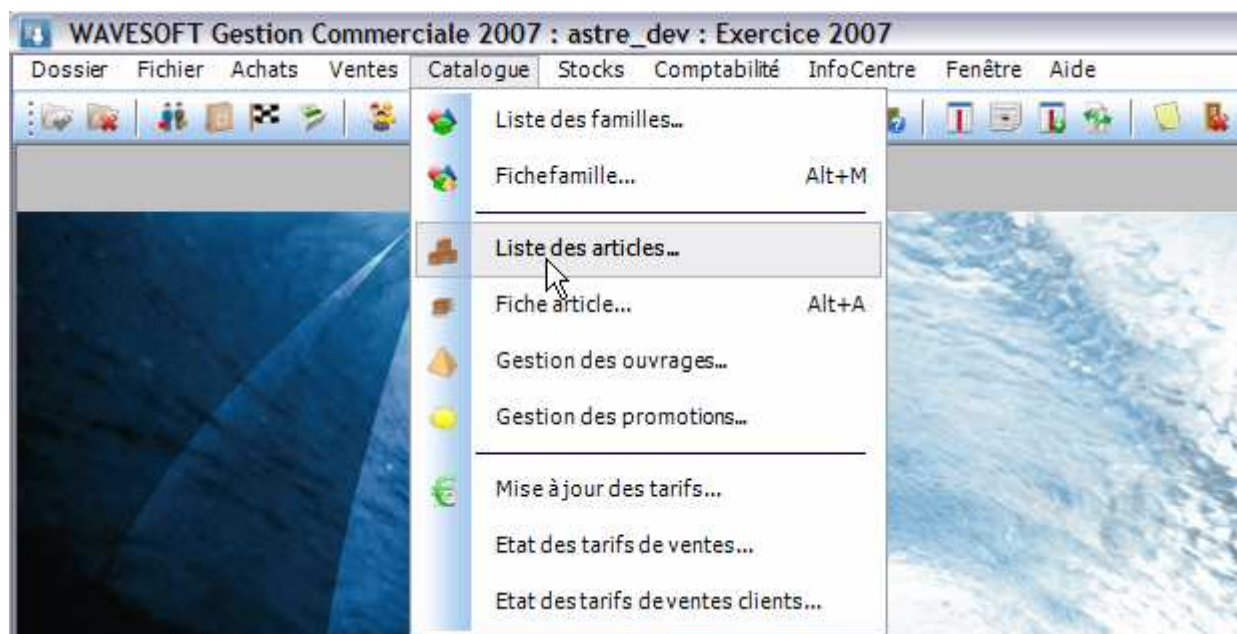 WAVESOFT Gestion Commerciale 2007 : astre_dev : Exercice 2007
Dossier Fichier Achats Ventes Catalogue Stocks Comptabilité InfoCentre Fenêtre Aide
Liste des familles...
Fiche famille... Alt+M
Liste des articles...
Fiche article... Alt+A
Gestion des ouvrages...
Gestion des promotions...
Mise à jour des tarifs...
Etat des tarifs de ventes...
Etat des tarifs de ventes clients...